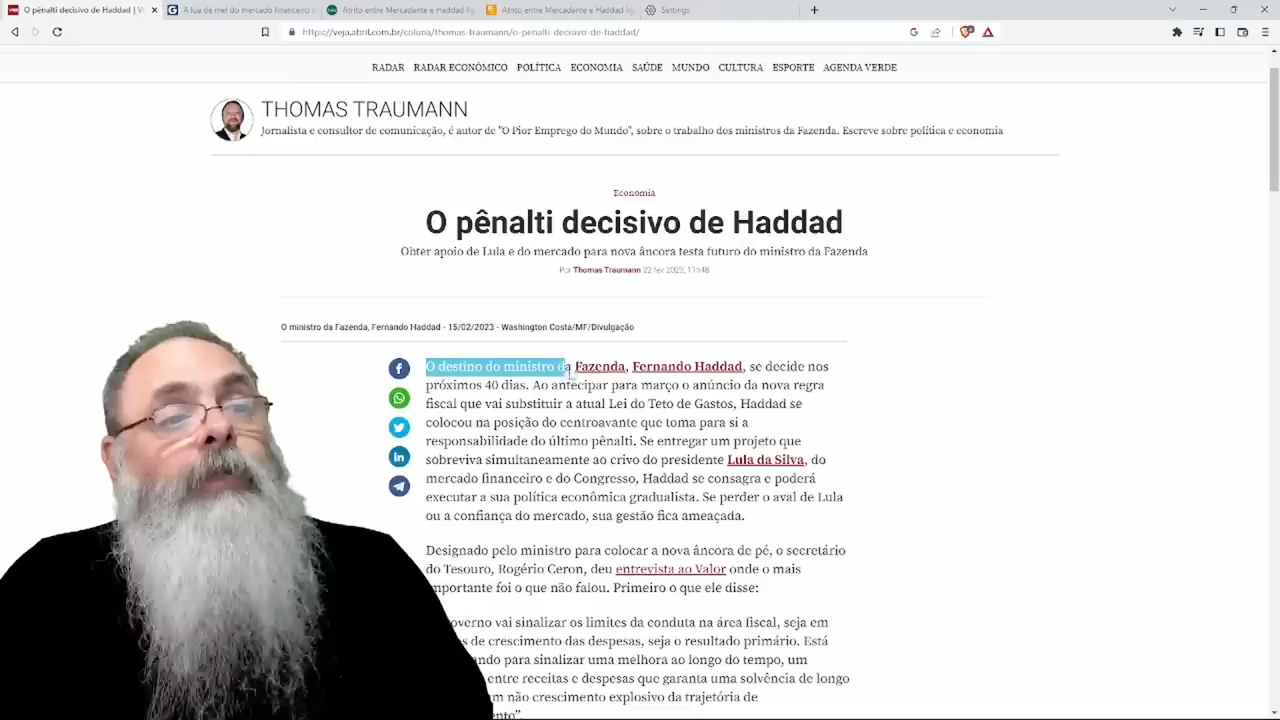 O pênalti decisivo de Haddad | V
A lua de mel do mercado financeiro
Atrito entre Mercadante e Haddad
Atrito entre Mercadante e Haddad
Settings
https://veja.abril.com.br/coluna/thomas-traumann/o-penalti-decisivo-de-haddad/
RADAR RADAR ECONÔMICO POLÍTICA ECONOMIA SAÚDE MUNDO CULTURA ESPORTE AGENDA VERDE
THOMAS TRAUMANN
Jornalista e consultor de comunicação, é autor de "O Pior Emprego do Mundo", sobre o trabalho dos ministros da Fazenda. Escreve sobre política e economia
Economia
O pênalti decisivo de Haddad
Obter apoio de Lula e do mercado para nova âncora testa futuro do ministro da Fazenda
Por Thomas Traumann 22 fev 2023, 11h48
O ministro da Fazenda, Fernando Haddad - 15/02/2023 - Washington Costa/MF/Divulgação
O destino do ministro da Fazenda, Fernando Haddad, se decide nos
próximos 40 dias. Ao antecipar para março o anúncio da nova regra
fiscal que vai substituir a atual Lei do Teto de Gastos, Haddad se
colocou na posição do centroavante que toma para si a
responsabilidade do último pênalti. Se entregar um projeto que
sobreviva simultaneamente ao crivo do presidente Lula da Silva, do
mercado financeiro e do Congresso, Haddad se consagra e poderá
executar a sua política econômica gradualista. Se perder o aval de Lula
ou a confiança do mercado, sua gestão fica ameaçada.
Designado pelo ministro para colocar a nova âncora de pé, o secretário
do Tesouro, Rogério Ceron, deu entrevista ao Valor onde o mais
mportante foi o que não falou. Primeiro o que ele disse:
overno vai sinalizar os limites da conduta na área fiscal, seja em
s de crescimento das despesas, seja o resultado primário. Está
ando para sinalizar uma melhora ao longo do tempo, um
entre receitas e despesas que garanta uma solvência de longo
m não crescimento explosivo da trajetória de
ento".